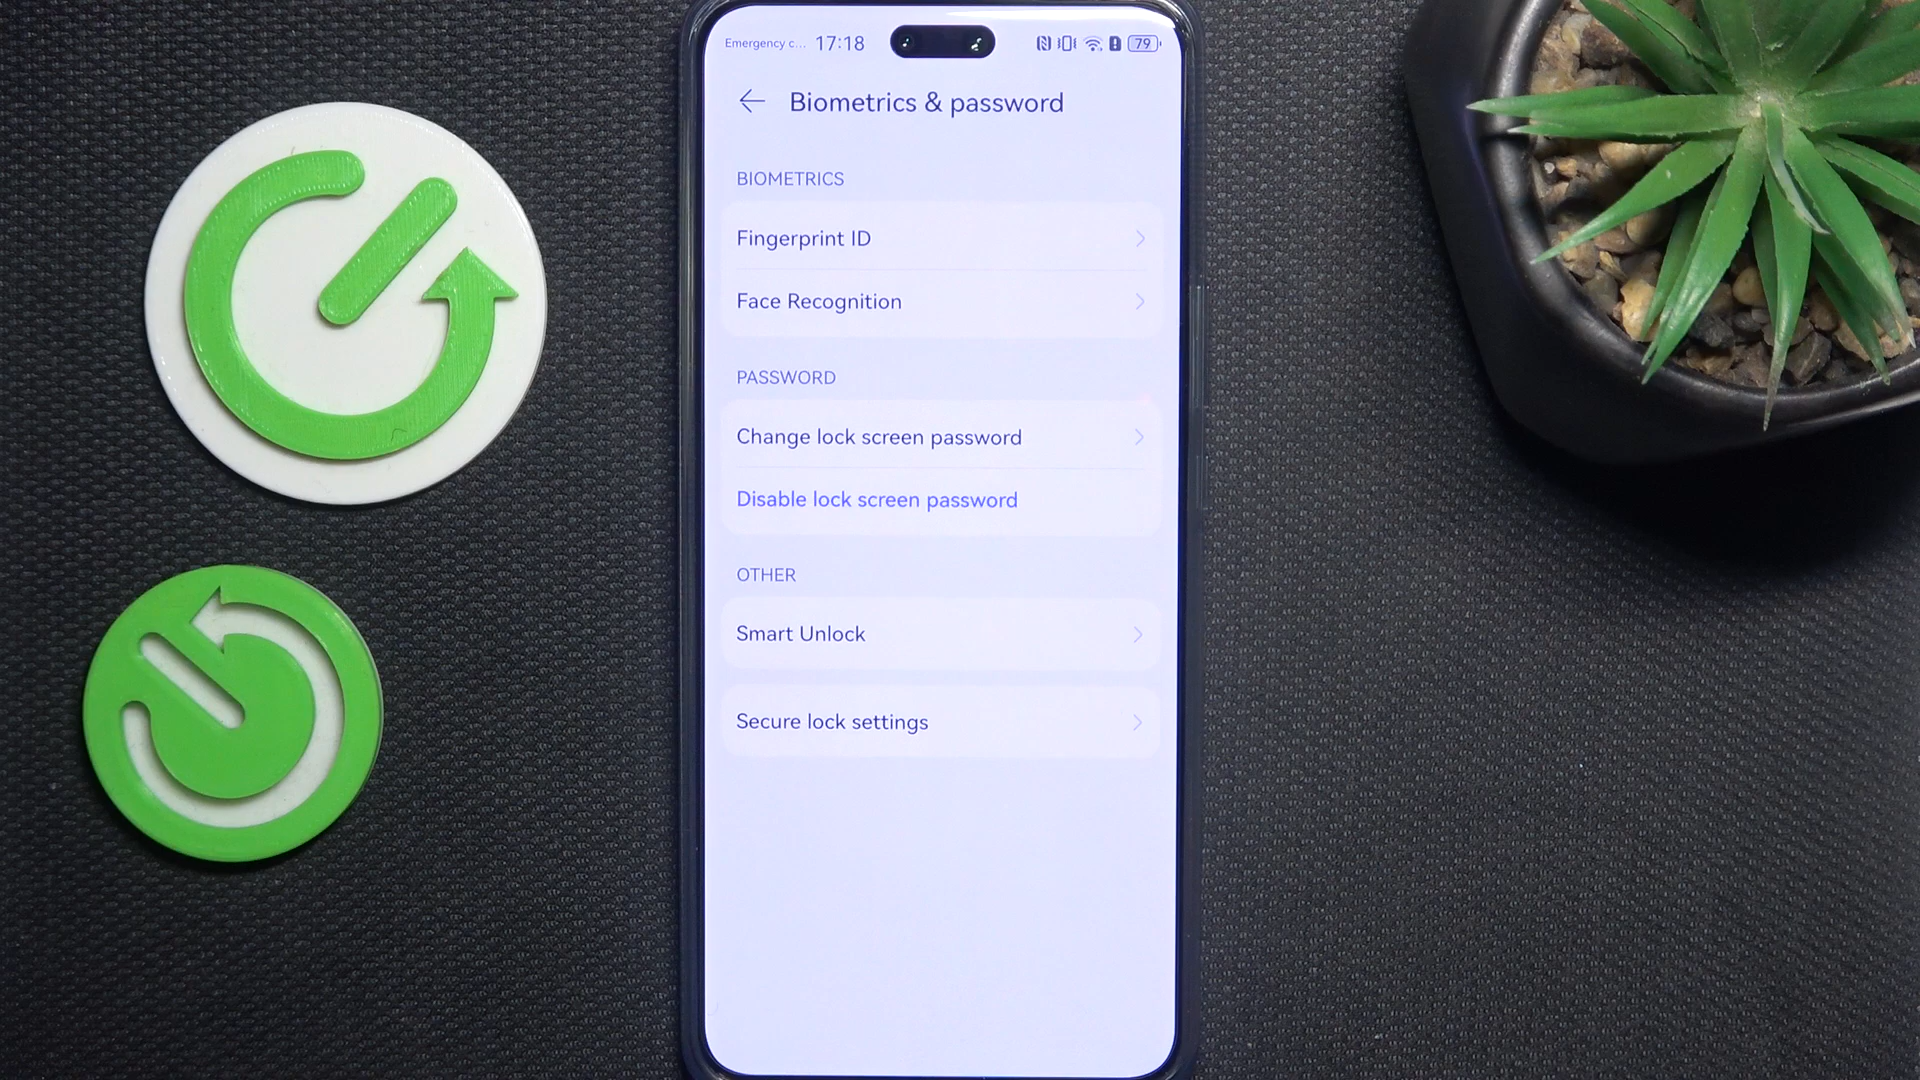 Emergency c... 17:18 79
Biometrics & password
BIOMETRICS
Fingerprint ID
Face Recognition
PASSWORD
Change lock screen password
Disable lock screen password
OTHER
Smart Unlock
Secure lock settings